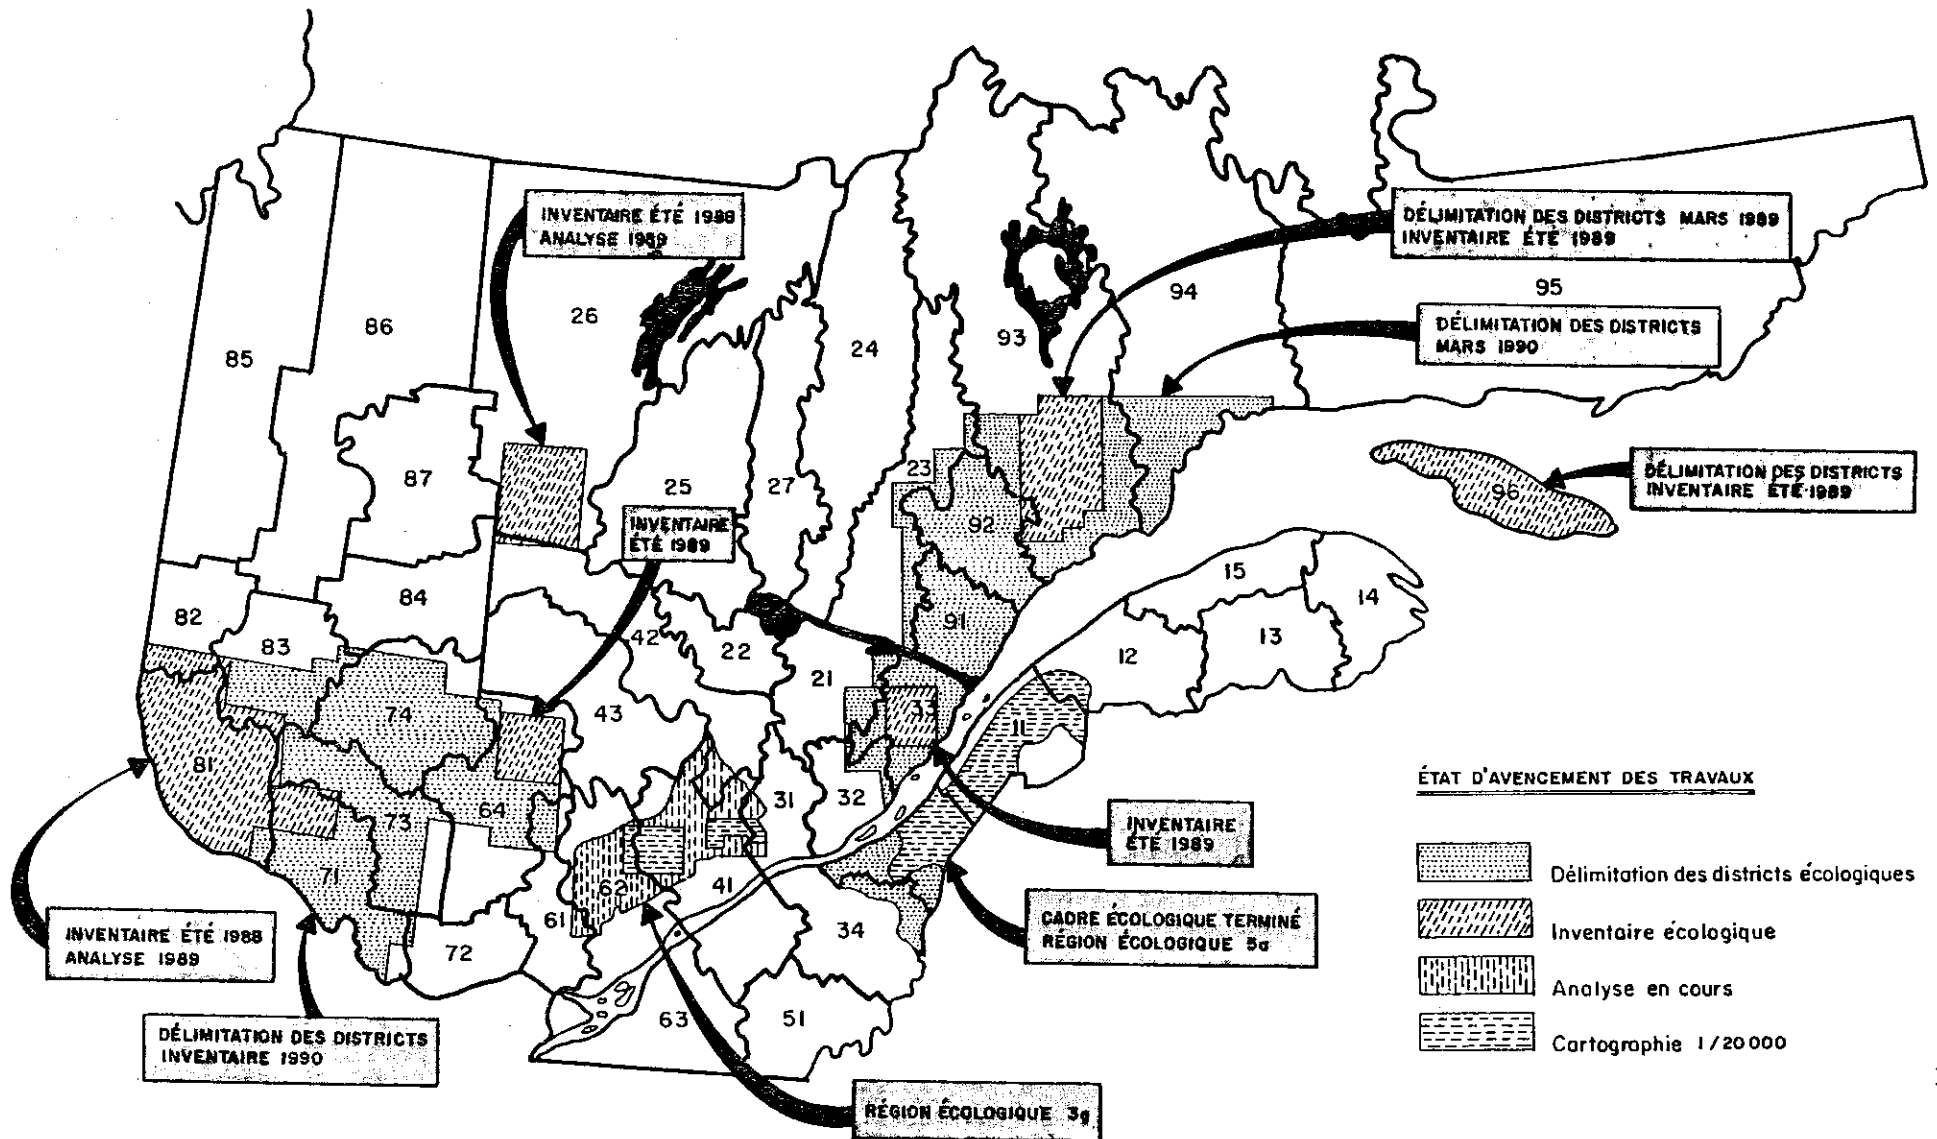 INVENTAIRE ÉTÉ 1988
ANALYSE 1989
DÉLIMITATION DES DISTRICTS MARS 1989
INVENTAIRE ÉTÉ 1989
94
95
26
86
85
24
93
DÉLIMITATION DES DISTRICTS
MARS 1990
87
25
27
23
92
96
DÉLIMITATION DES DISTRICTS
INVENTAIRE ÉTÉ 1989
INVENTAIRE
ÉTÉ 1989
15
14
82
84
83
42
22
91
13
12
21
74
43
33
11
81
73
64
31
32
ÉTAT D'AVENCEMENT DES TRAVAUX
INVENTAIRE
ÉTÉ 1989
71
62
41
61
34
72
Délimitation des districts écologiques
Inventaire écologique
Analyse en cours
Cartographie 1/20 000
CADRE ÉCOLOGIQUE TERMINÉ
RÉGION ÉCOLOGIQUE 5a
INVENTAIRE ÉTÉ 1988
ANALYSE 1989
63
51
DÉLIMITATION DES DISTRICTS
INVENTAIRE 1990
RÉGION ÉCOLOGIQUE 3g